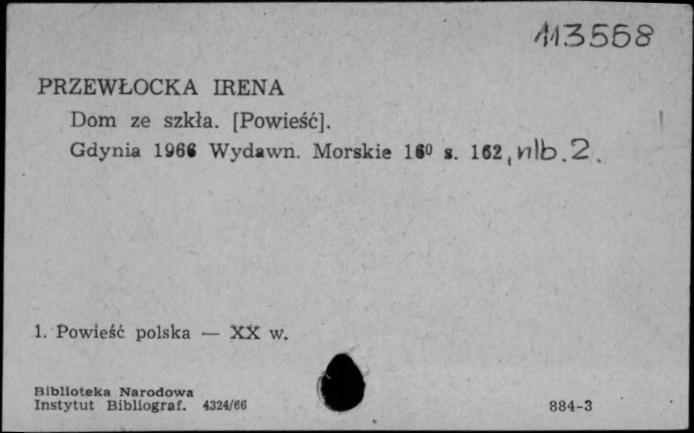 113558
PRZEWŁOCKA IRENA
Dom ze szkła. [Powieść].
Gdynia 1966 Wydawn. Morskie 16⁰ s. 162, nlb. 2.
1. Powieść polska — XX w.
Biblioteka Narodowa
Instytut Bibliograf. 4324/66
884-3